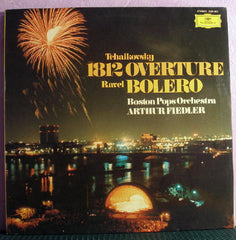 Tchaikovsky
1812 OVERTURE
Ravel BOLERO
Boston Pops Orchestra
ARTHUR FIEDLER